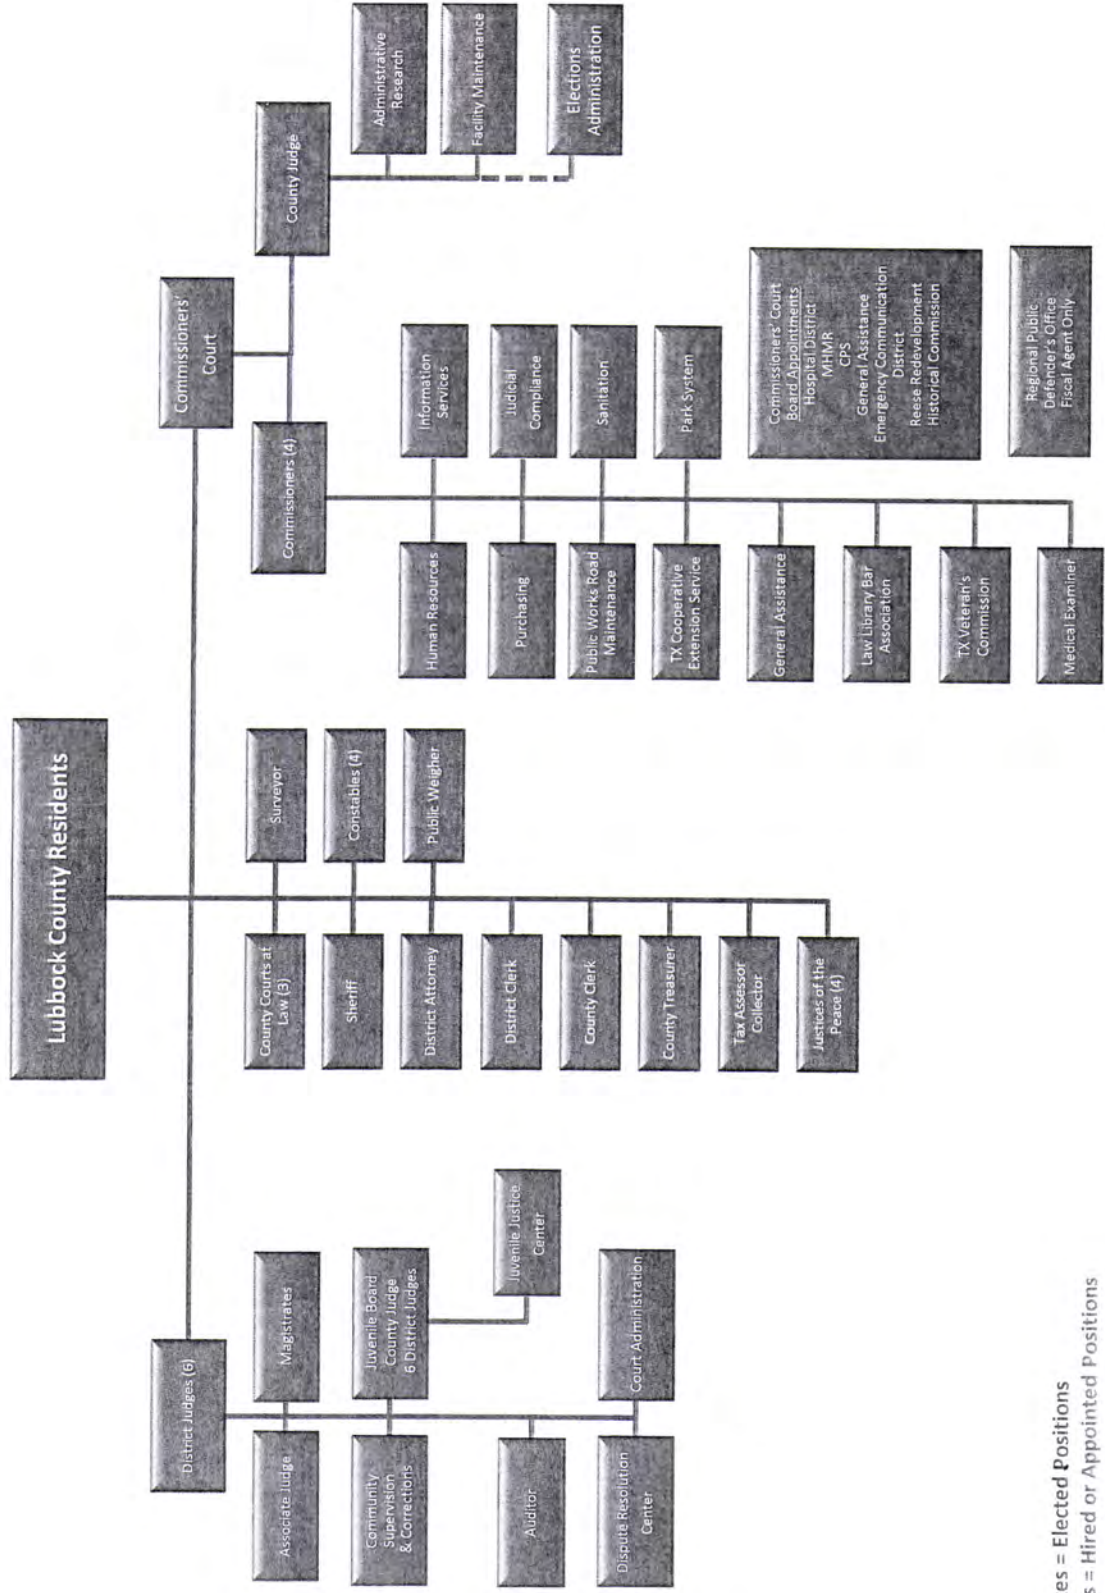 Lubbock County Residents
District Judges (6)
Commissioners'
Court
Associate Judge
Magistrates
Community
Supervision
& Corrections
Juvenile Board
County Judge
6 District Judges
Juvenile Justice
Center
Auditor
Dispute Resolution
Center
Court Administration
County Courts at
Law (3)
Surveyor
Sheriff
Constables (4)
District Attorney
Public Weigher
District Clerk
County Clerk
County Treasurer
Tax Assessor
Collector
Justices of the
Peace (4)
Commissioners (4)
County Judge
Human Resources
Information
Services
Purchasing
Judicial
Compliance
Public Works Road
Maintenance
Sanitation
TX Cooperative
Extension Service
Park System
General Assistance
Law Library Bar
Association
TX Veteran's
Commission
Medical Examiner
Administrative
Research
Facility Maintenance
Elections
Administration
Commissioners' Court
Board Appointments
Hospital District
MHMR
CPS
General Assistance
Emergency Communication
District
Reese Redevelopment
Historical Commission
Regional Public
Defender's Office
Fiscal Agent Only
es = Elected Positions
s = Hired or Appointed Positions